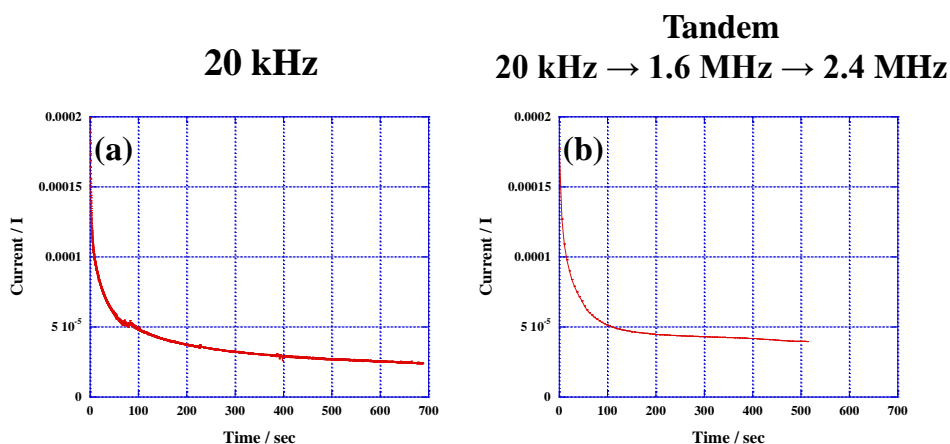 20 kHz
Tandem
20 kHz → 1.6 MHz → 2.4 MHz
(a)
0.0002
0.00015
0.0001
5 10⁻⁵
0
Current / I
0 100 200 300 400 500 600 700
Time / sec
(b)
0.0002
0.00015
0.0001
5 10⁻⁵
0
Current / I
0 100 200 300 400 500 600 700
Time / sec